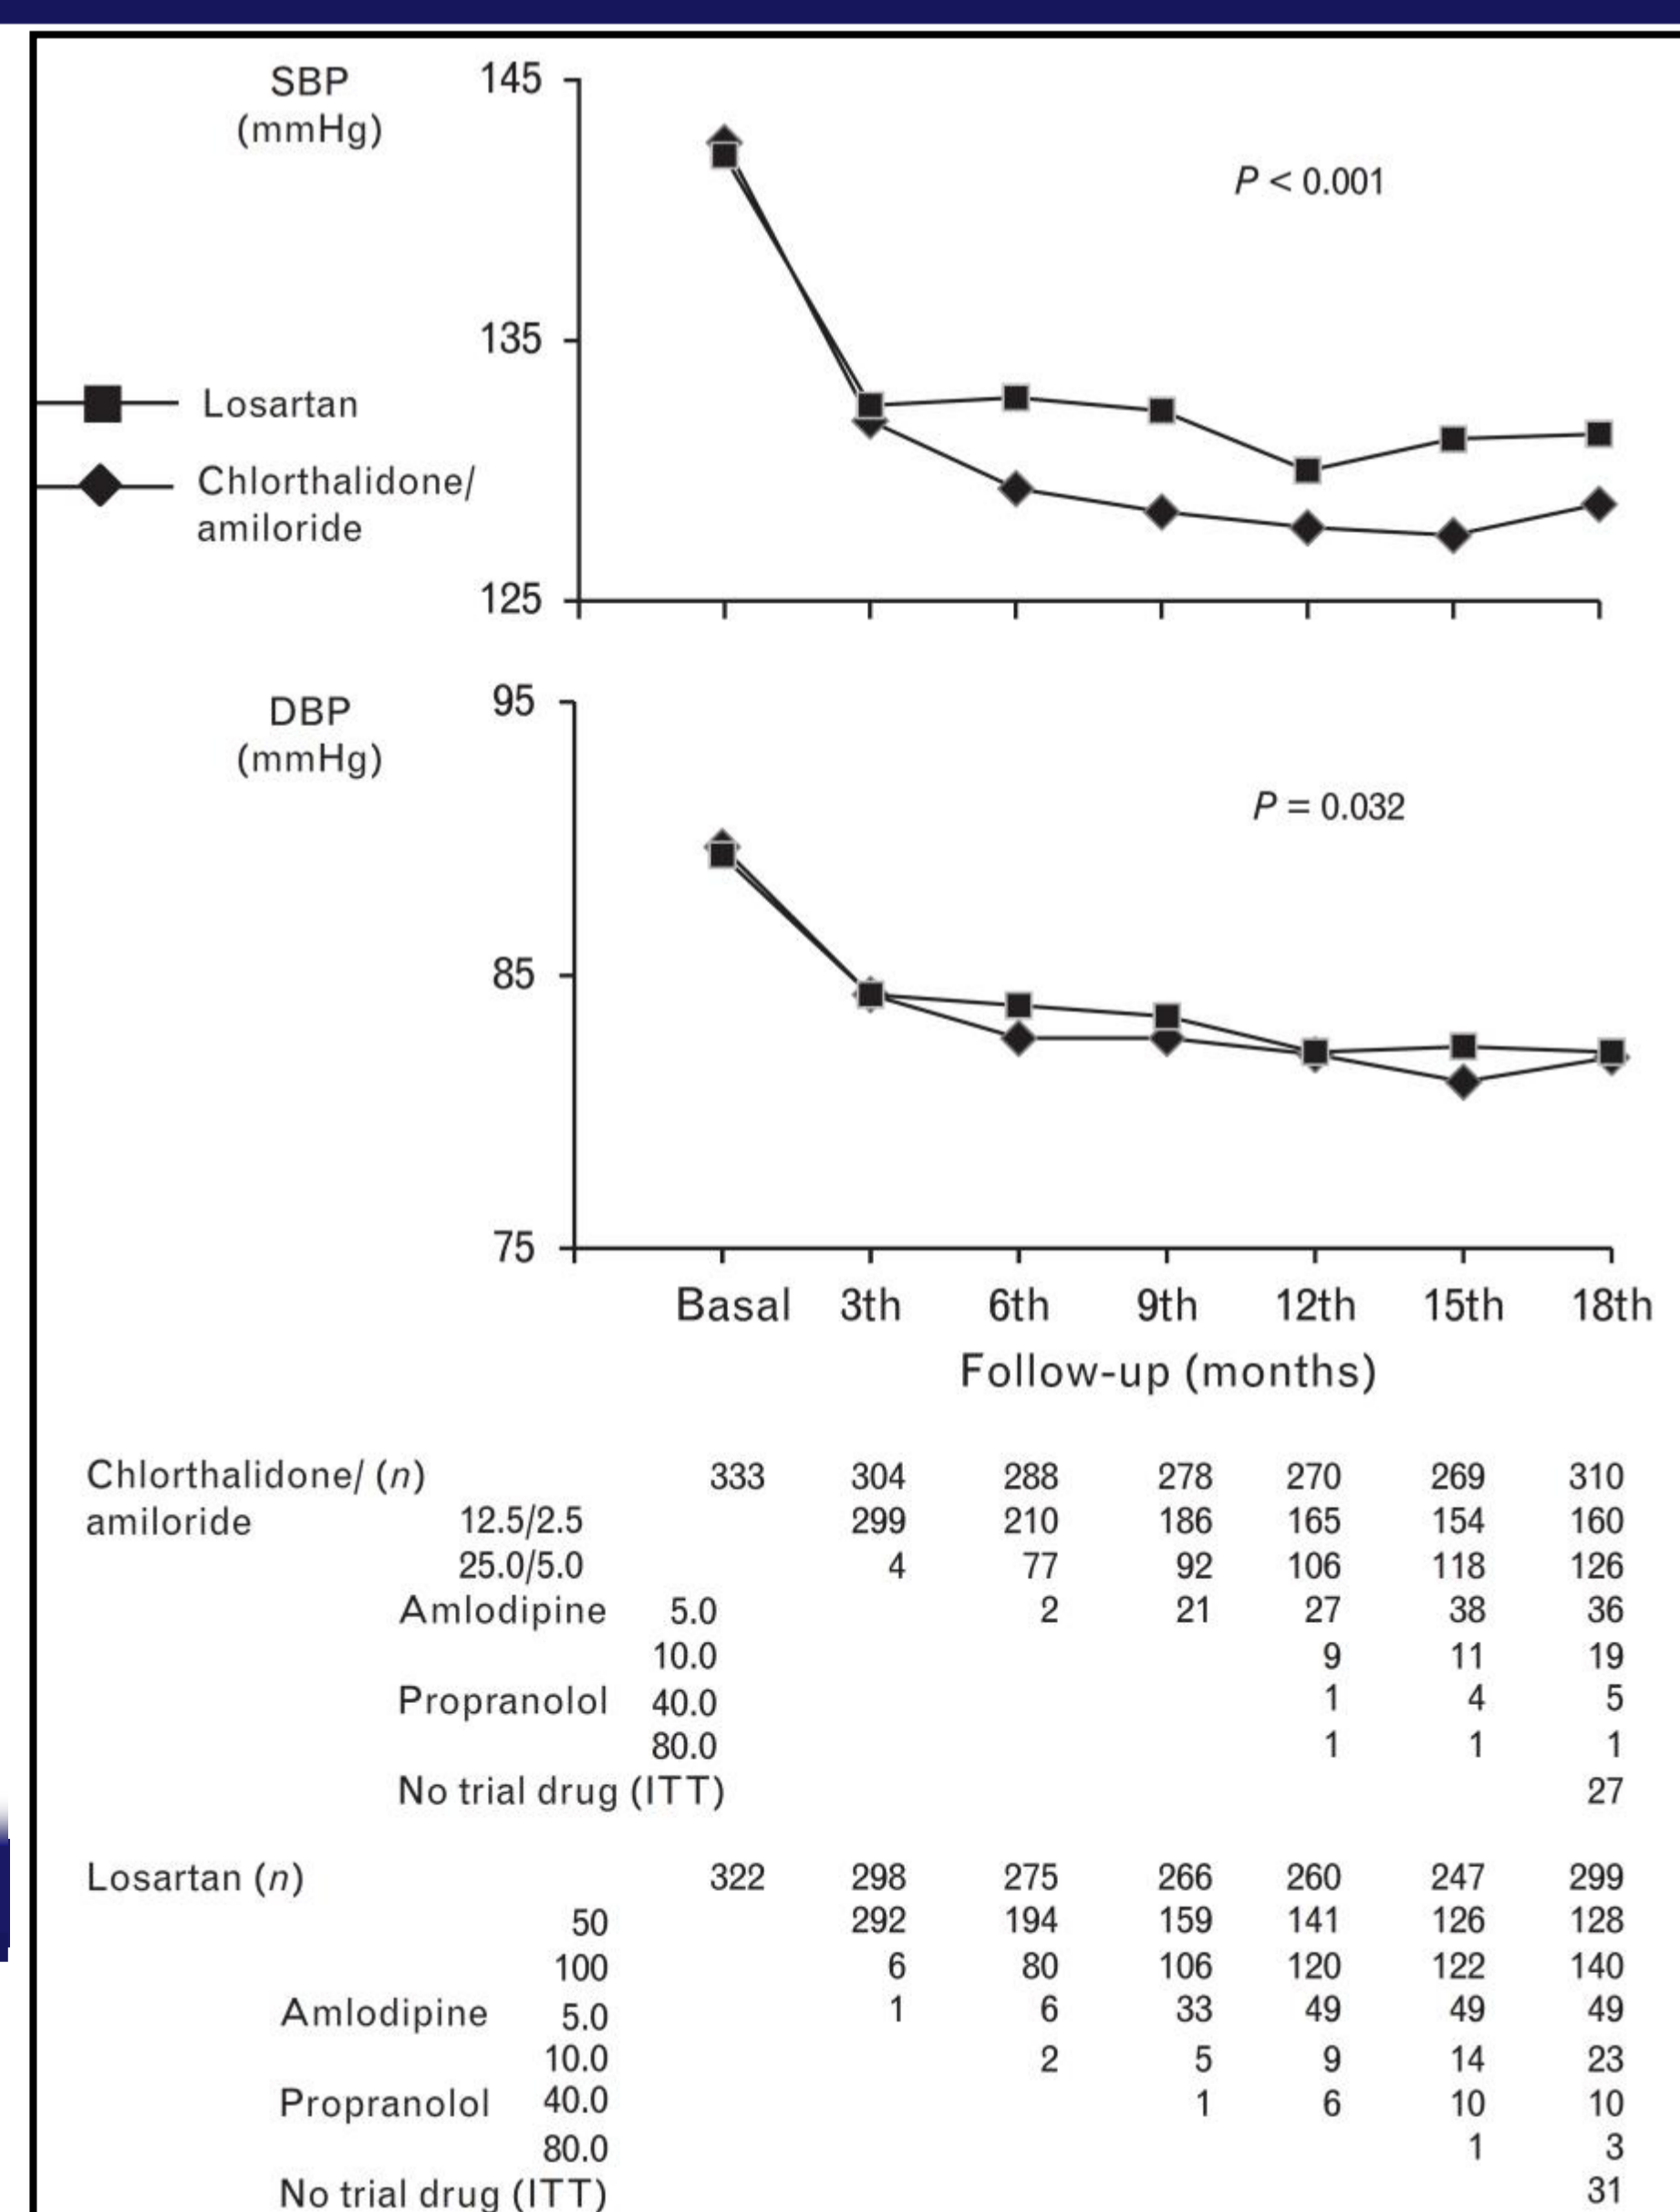 SBP
(mmHg)
145
P < 0.001
135
Losartan
Chlorthalidone/
amiloride
125
DBP
(mmHg)
95
P = 0.032
85
75
Basal 3th 6th 9th 12th 15th 18th
Follow-up (months)
Chlorthalidone/ (n) 333 304 288 278 270 269 310
amiloride 12.5/2.5 299 210 186 165 154 160
25.0/5.0 4 77 92 106 118 126
Amlodipine 5.0 2 21 27 38 36
10.0 9 11 19
Propranolol 40.0 1 4 5
80.0 1 1 1
No trial drug (ITT) 27
Losartan (n) 322 298 275 266 260 247 299
50 292 194 159 141 126 128
100 6 80 106 120 122 140
Amlodipine 5.0 1 6 33 49 49 49
10.0 2 5 9 14 23
Propranolol 40.0 1 6 10 10
80.0 1 3
No trial drug (ITT) 31